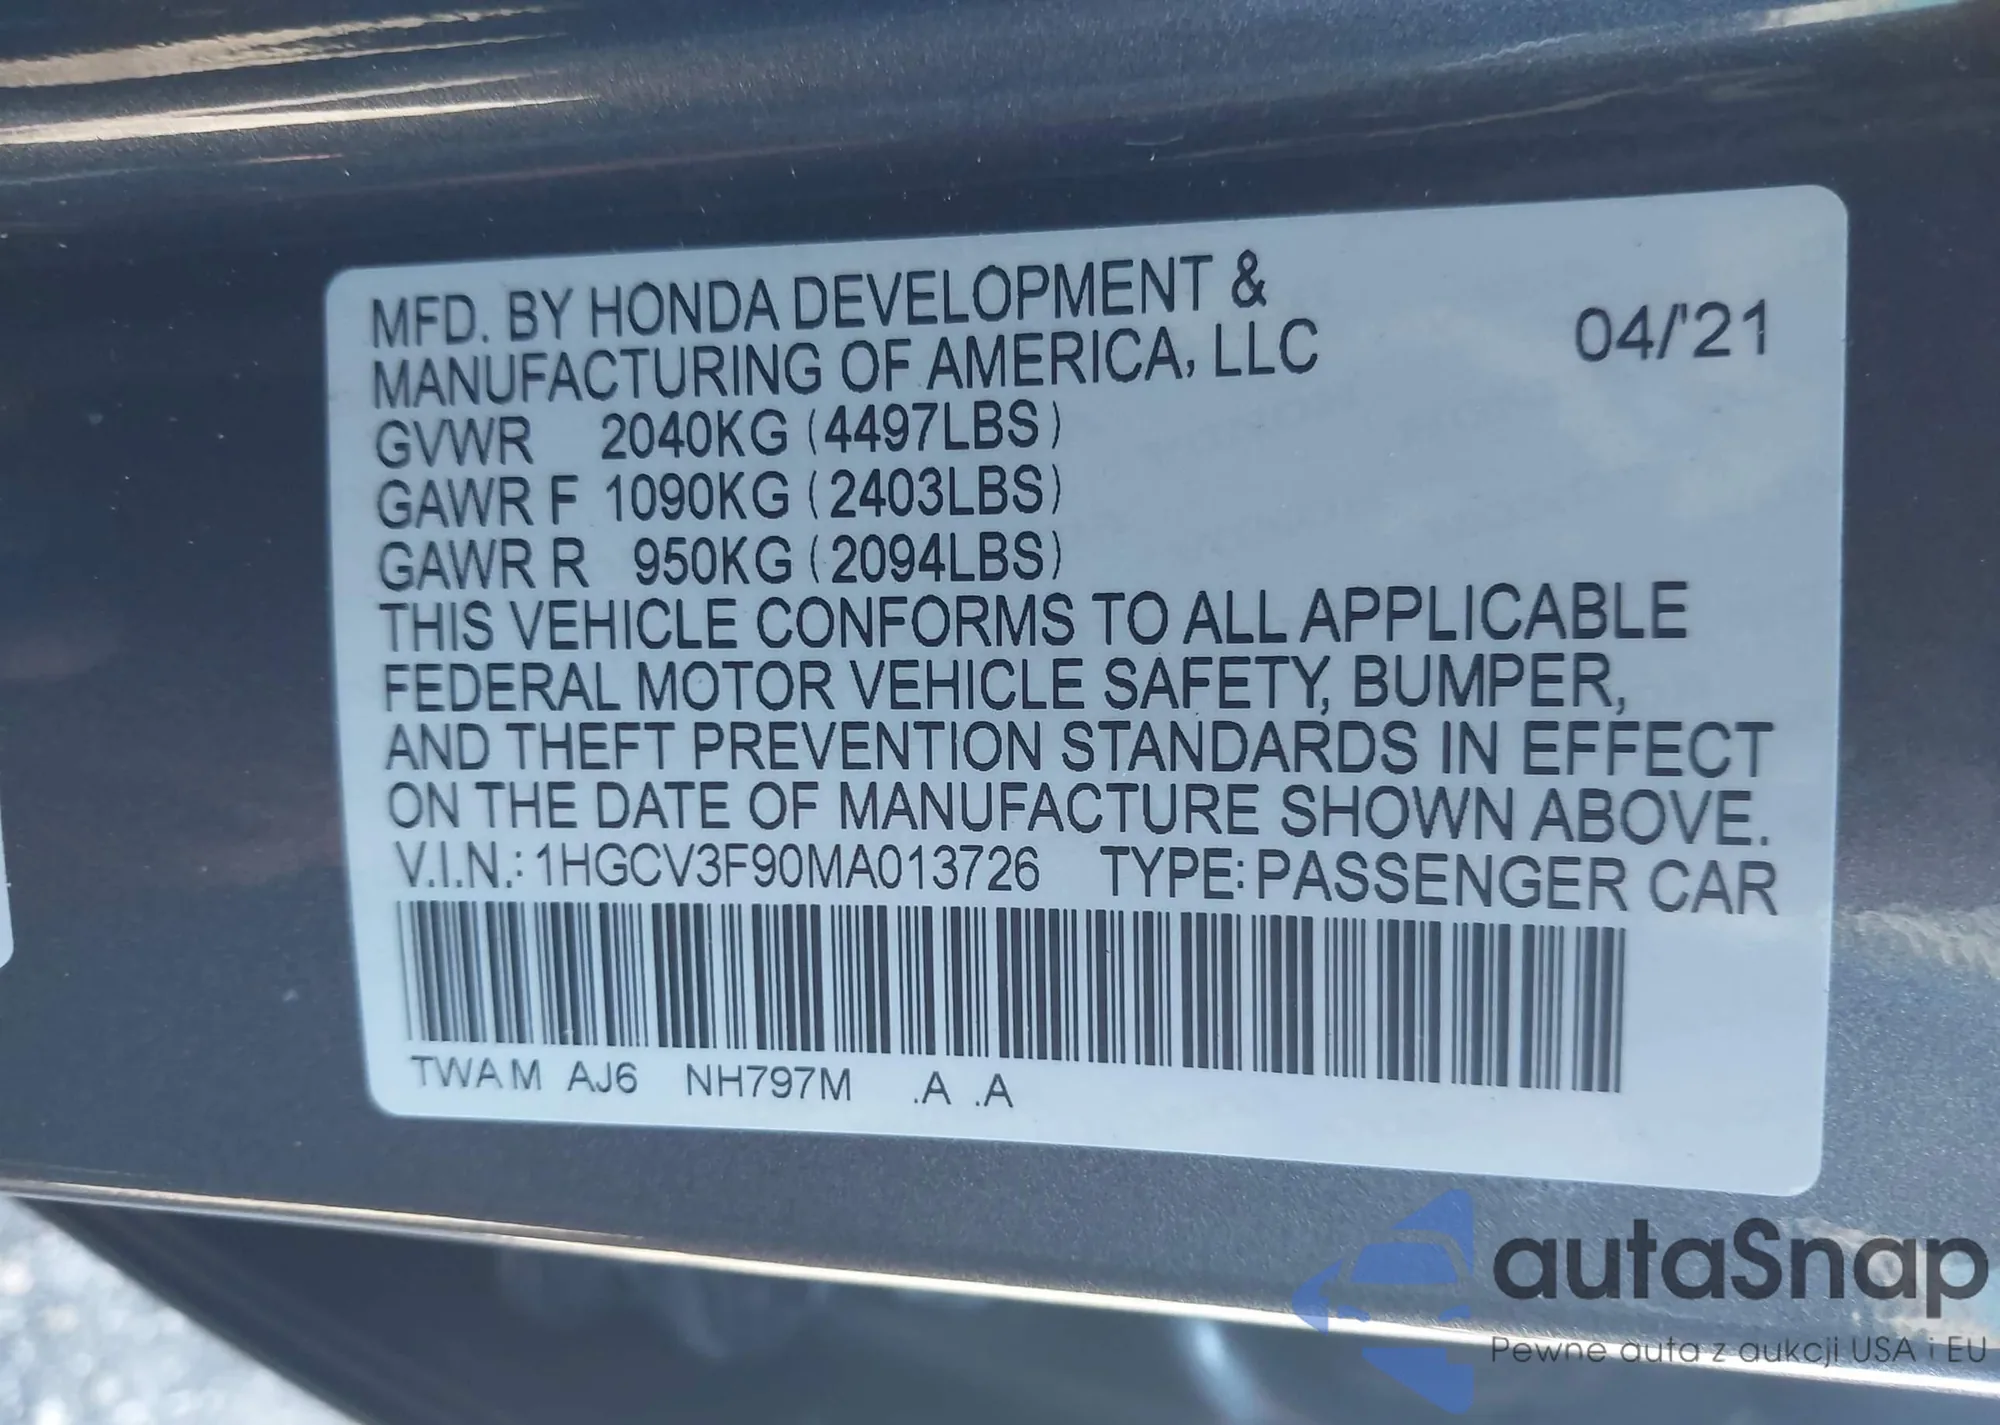 MFD. BY HONDA DEVELOPMENT &
MANUFACTURING OF AMERICA, LLC
04/'21
GVWR 2040KG (4497LBS)
GAWR F 1090KG (2403LBS)
GAWR R 950KG (2094LBS)
THIS VEHICLE CONFORMS TO ALL APPLICABLE
FEDERAL MOTOR VEHICLE SAFETY, BUMPER,
AND THEFT PREVENTION STANDARDS IN EFFECT
ON THE DATE OF MANUFACTURE SHOWN ABOVE.
V.I.N.: 1HGCV3F90MA013726 TYPE: PASSENGER CAR
TWAM AJ6 NH797M .A .A
autaSnap
Pewne auta z aukcji USA i EU